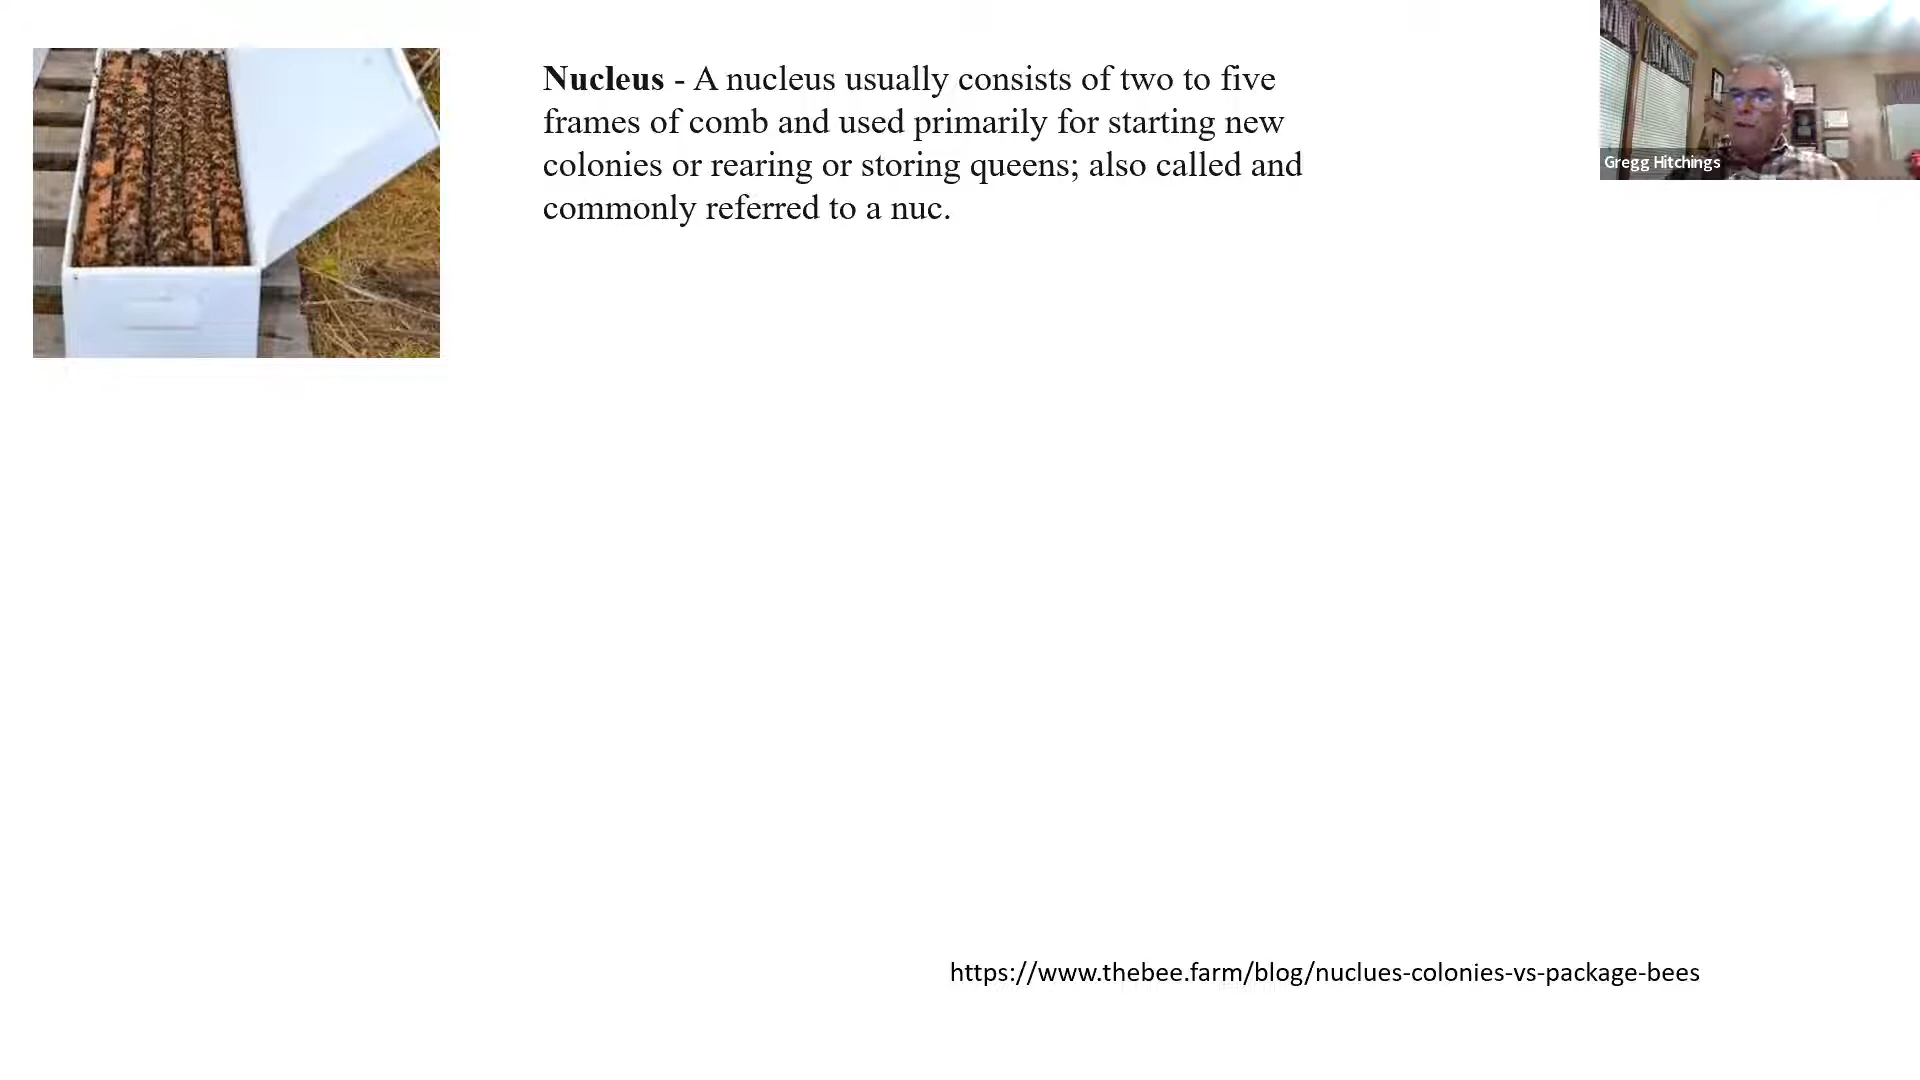 Nucleus - A nucleus usually consists of two to five
frames of comb and used primarily for starting new
colonies or rearing or storing queens; also called and
commonly referred to a nuc.
Gregg Hitchings
https://www.thebee.farm/blog/nuclues-colonies-vs-package-bees